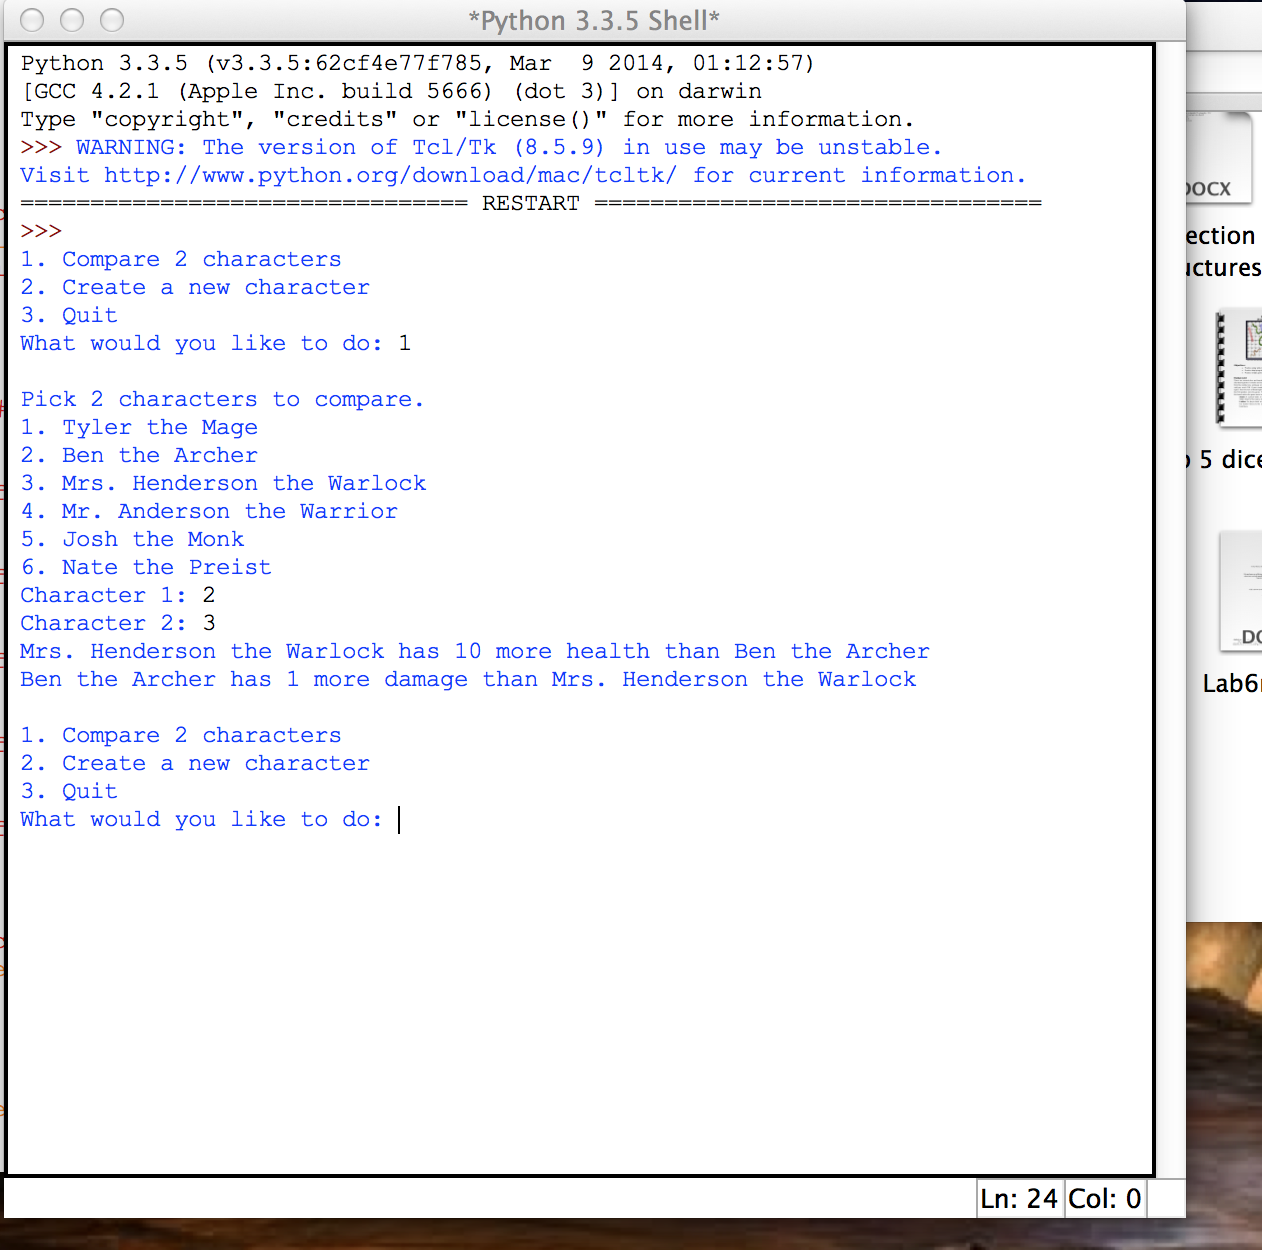 *Python 3.3.5 Shell*
Python 3.3.5 (v3.3.5:62cf4e77f785, Mar  9 2014, 01:12:57)
[GCC 4.2.1 (Apple Inc. build 5666) (dot 3)] on darwin
Type "copyright", "credits" or "license()" for more information.
>>> WARNING: The version of Tcl/Tk (8.5.9) in use may be unstable.
Visit http://www.python.org/download/mac/tcltk/ for current information.
================================ RESTART ================================
>>>
1. Compare 2 characters
2. Create a new character
3. Quit
What would you like to do: 1
Pick 2 characters to compare.
1. Tyler the Mage
2. Ben the Archer
3. Mrs. Henderson the Warlock
4. Mr. Anderson the Warrior
5. Josh the Monk
6. Nate the Preist
Character 1: 2
Character 2: 3
Mrs. Henderson the Warlock has 10 more health than Ben the Archer
Ben the Archer has 1 more damage than Mrs. Henderson the Warlock
1. Compare 2 characters
2. Create a new character
3. Quit
What would you like to do:
Ln: 24 Col: 0
OCX
ection
uctures
5 dice
Lab6